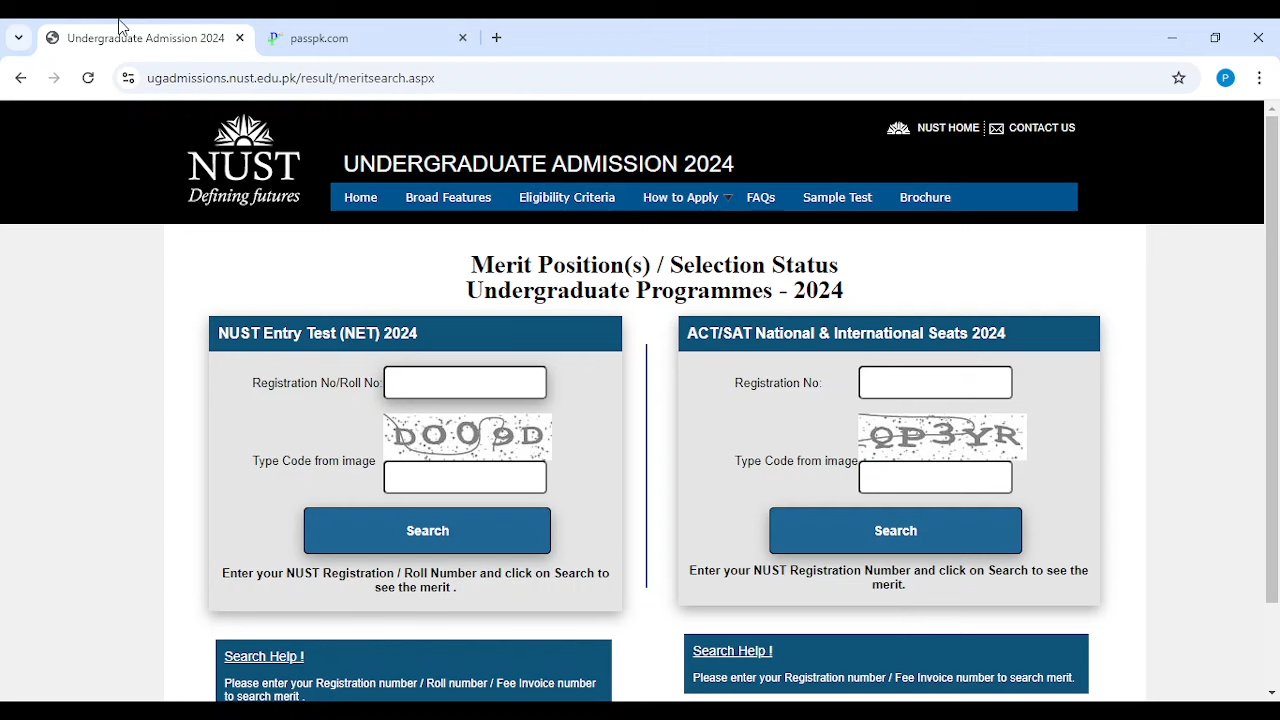 Undergraduate Admission 2024
passpk.com
ugadmissions.nust.edu.pk/result/meritsearch.aspx
P
NUST
Defining futures
NUST HOME
CONTACT US
UNDERGRADUATE ADMISSION 2024
Home
Broad Features
Eligibility Criteria
How to Apply
FAQs
Sample Test
Brochure
Merit Position(s) / Selection Status
Undergraduate Programmes - 2024
NUST Entry Test (NET) 2024
Registration No/Roll No:
DOO9D
Type Code from image
Search
Enter your NUST Registration / Roll Number and click on Search to
see the merit .
Search Help !
Please enter your Registration number / Roll number / Fee Invoice number
to search merit .
ACT/SAT National & International Seats 2024
Registration No:
QP3YR
Type Code from image
Search
Enter your NUST Registration Number and click on Search to see the
merit.
Search Help !
Please enter your Registration number / Fee Invoice number to search merit.